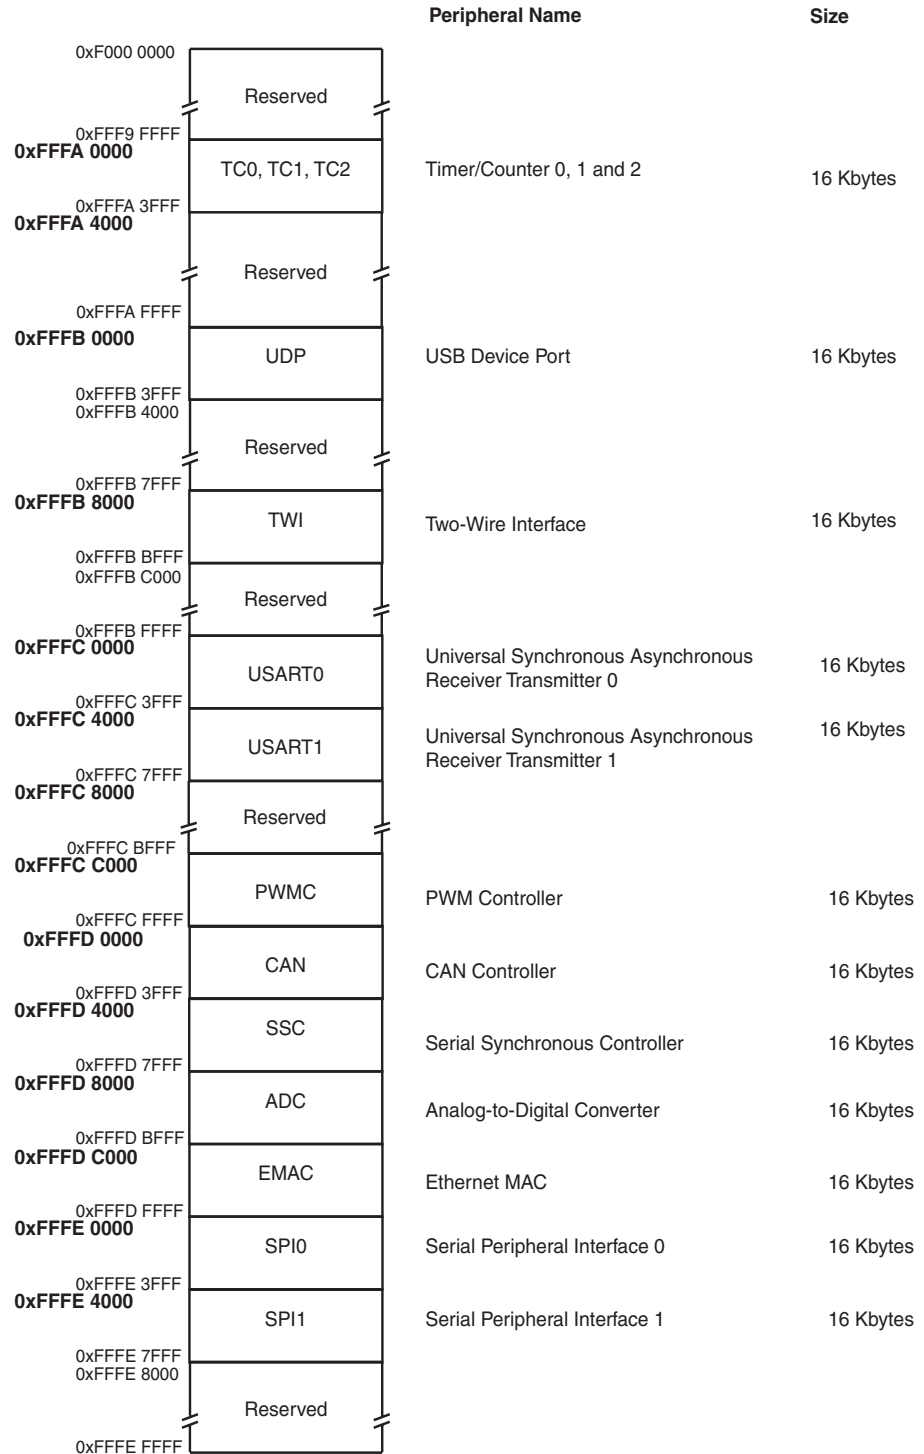 Peripheral Name Size
0xF000 0000
Reserved
0xFFF9 FFFF
0xFFFA 0000
TC0, TC1, TC2 Timer/Counter 0, 1 and 2 16 Kbytes
0xFFFA 3FFF
0xFFFA 4000
Reserved
0xFFFA FFFF
0xFFFB 0000
UDP USB Device Port 16 Kbytes
0xFFFB 3FFF
0xFFFB 4000
Reserved
0xFFFB 7FFF
0xFFFB 8000
TWI Two-Wire Interface 16 Kbytes
0xFFFB BFFF
0xFFFB C000
Reserved
0xFFFB FFFF
0xFFFC 0000
USART0 Universal Synchronous Asynchronous
Receiver Transmitter 0 16 Kbytes
0xFFFC 3FFF
0xFFFC 4000
USART1 Universal Synchronous Asynchronous
Receiver Transmitter 1 16 Kbytes
0xFFFC 7FFF
0xFFFC 8000
Reserved
0xFFFC BFFF
0xFFFC C000
PWMC PWM Controller 16 Kbytes
0xFFFC FFFF
0xFFFD 0000
CAN CAN Controller 16 Kbytes
0xFFFD 3FFF
0xFFFD 4000
SSC Serial Synchronous Controller 16 Kbytes
0xFFFD 7FFF
0xFFFD 8000
ADC Analog-to-Digital Converter 16 Kbytes
0xFFFD BFFF
0xFFFD C000
EMAC Ethernet MAC 16 Kbytes
0xFFFD FFFF
0xFFFE 0000
SPI0 Serial Peripheral Interface 0 16 Kbytes
0xFFFE 3FFF
0xFFFE 4000
SPI1 Serial Peripheral Interface 1 16 Kbytes
0xFFFE 7FFF
0xFFFE 8000
Reserved
0xFFFE FFFF